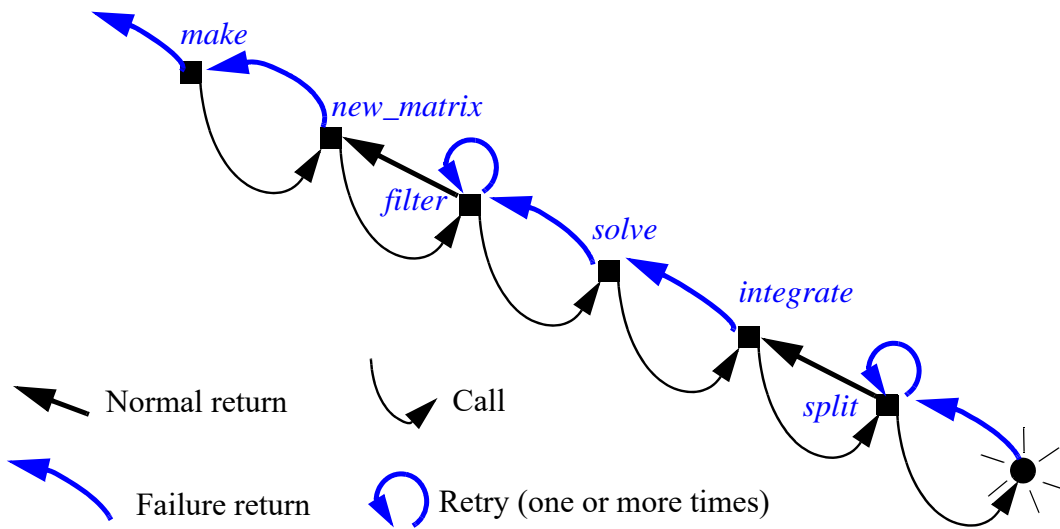 make
new_matrix
filter
solve
integrate
split
Normal return
Call
Failure return
Retry (one or more times)